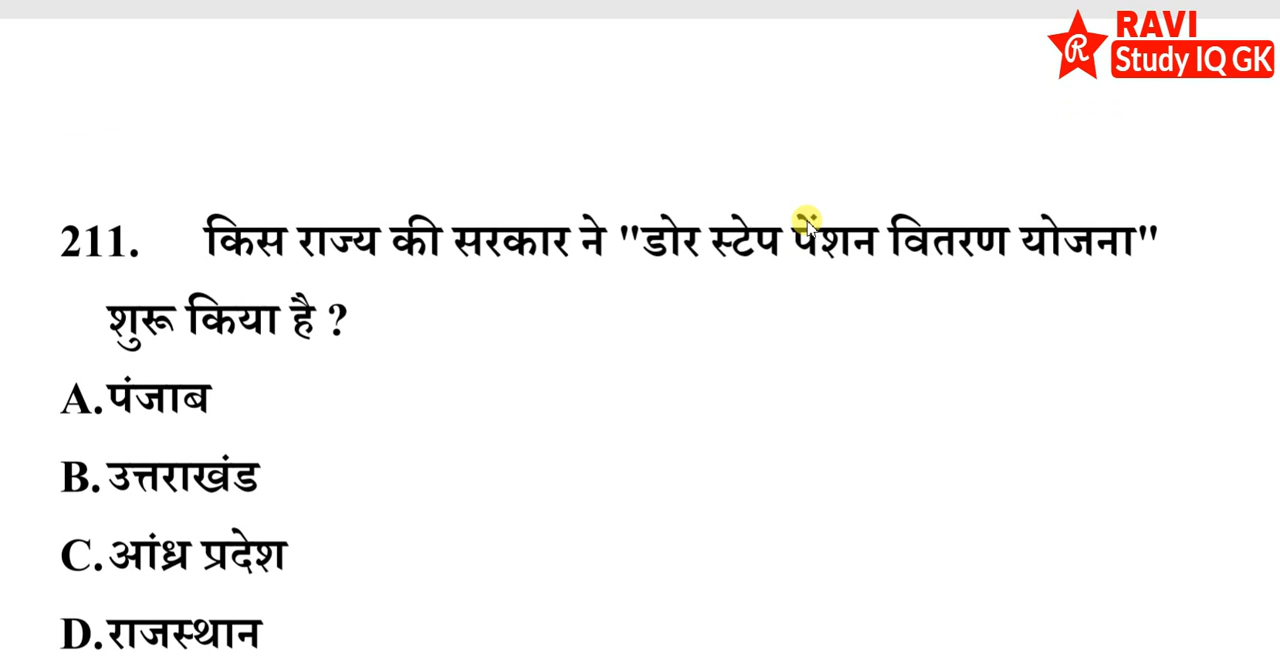 RAVI
R Study IQ GK
211. किस राज्य की सरकार ने "डोर स्टेप पेंशन वितरण योजना"
शुरू किया है ?
A. पंजाब
B. उत्तराखंड
C. आंध्र प्रदेश
D. राजस्थान